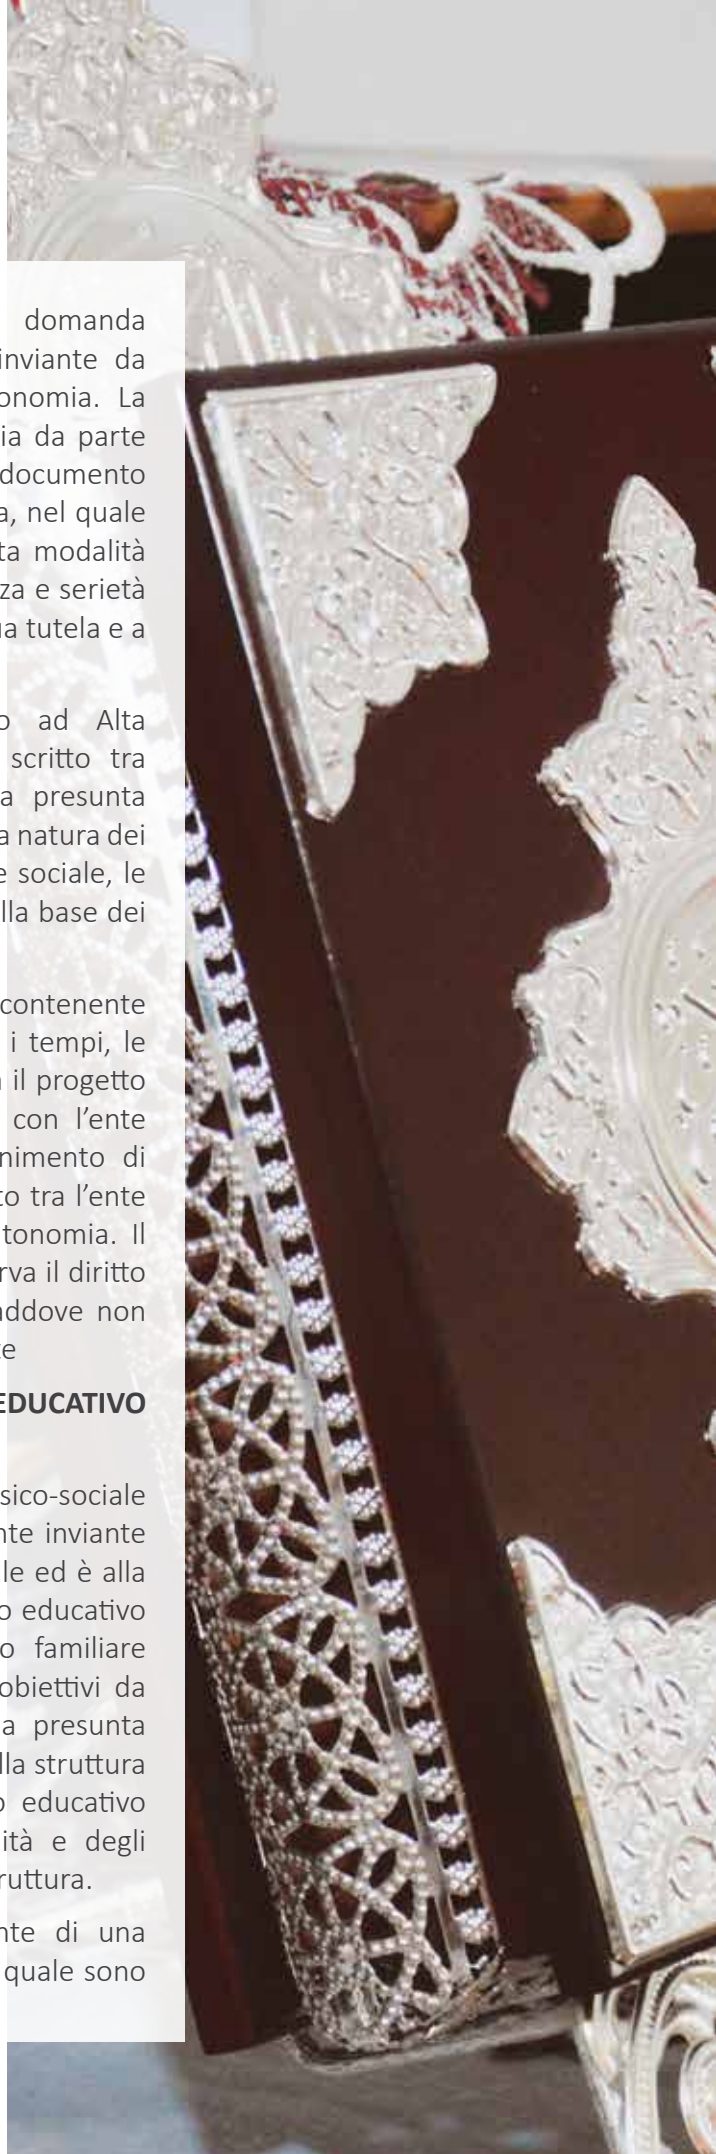 domanda
inviante da
onomia. La
ia da parte
documento
a, nel quale
ta modalità
za e serietà
ua tutela e a
o ad Alta
scritto tra
a presunta
a natura dei
e sociale, le
lla base dei
contenente
i tempi, le
il progetto
con l’ente
nimento di
to tra l’ente
tonomia. Il
rva il diritto
addove non
te
EDUCATIVO
sico-sociale
nte inviante
le ed è alla
o educativo
o familiare
obiettivi da
a presunta
lla struttura
o educativo
ità e degli
ruttura.
nte di una
quale sono